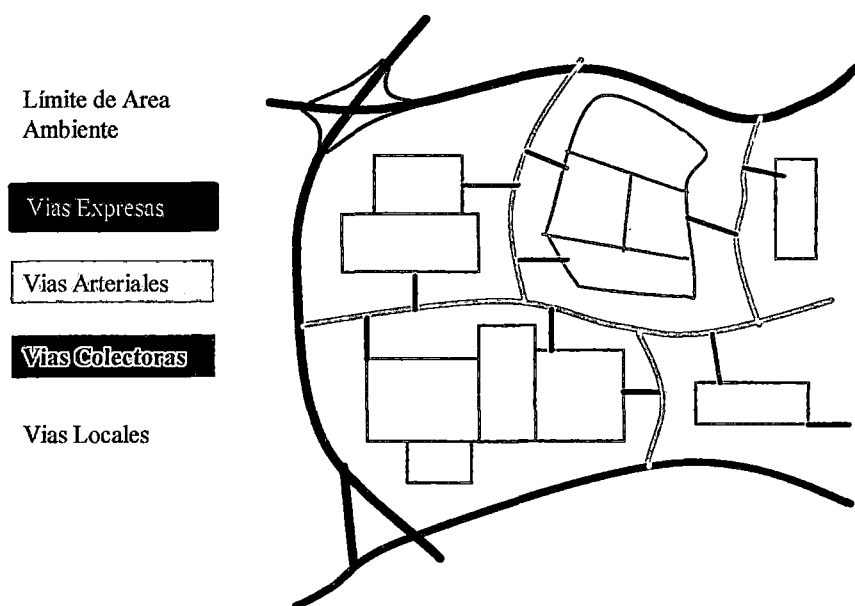 Límite de Area
Ambiente
Vias Expresas
Vias Arteriales
Vias Colectoras
Vias Locales